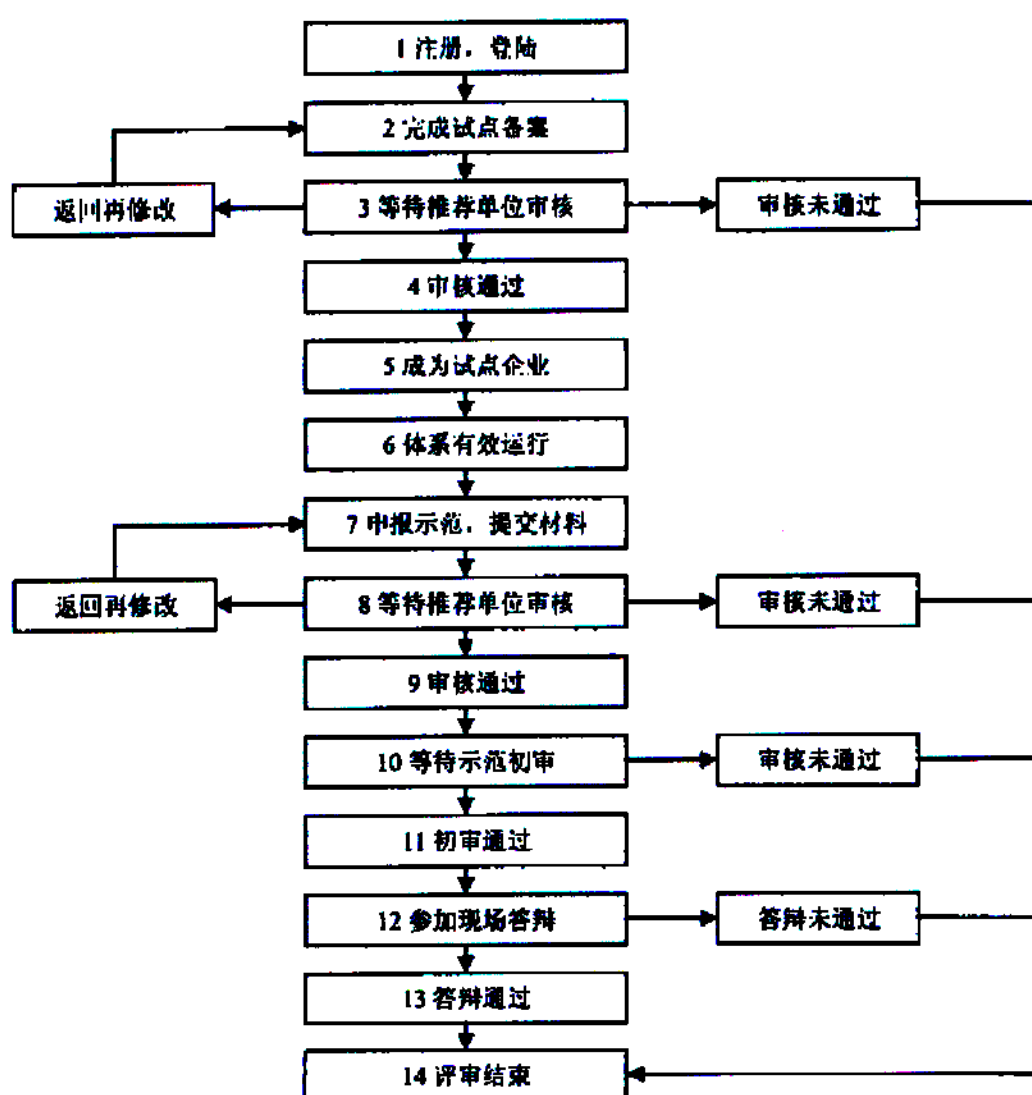 1 注册，登陆
2 完成试点备案
返回再修改
3 等待推荐单位审核
审核未通过
4 审核通过
5 成为试点企业
6 体系有效运行
7 申报示范，提交材料
返回再修改
8 等待推荐单位审核
审核未通过
9 审核通过
10 等待示范初审
审核未通过
11 初审通过
12 参加现场答辩
答辩未通过
13 答辩通过
14 评审结束